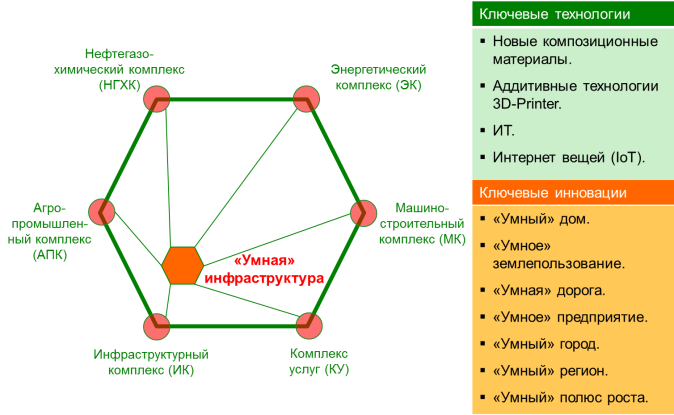 Нефтегазо-
химический комплекс
(НГХК)
Энергетический
комплекс (ЭК)
Агро-
промышлен-
ный комплекс
(АПК)
Машино-
строительный
комплекс (МК)
«Умная»
инфраструктура
Инфраструктурный
комплекс (ИК)
Комплекс
услуг (КУ)
Ключевые технологии
▪ Новые композиционные
материалы.
▪ Аддитивные технологии
3D-Printer.
▪ ИТ.
▪ Интернет вещей (IoT).
Ключевые инновации
▪ «Умный» дом.
▪ «Умное»
землепользование.
▪ «Умная» дорога.
▪ «Умное» предприятие.
▪ «Умный» город.
▪ «Умный» регион.
▪ «Умный» полюс роста.